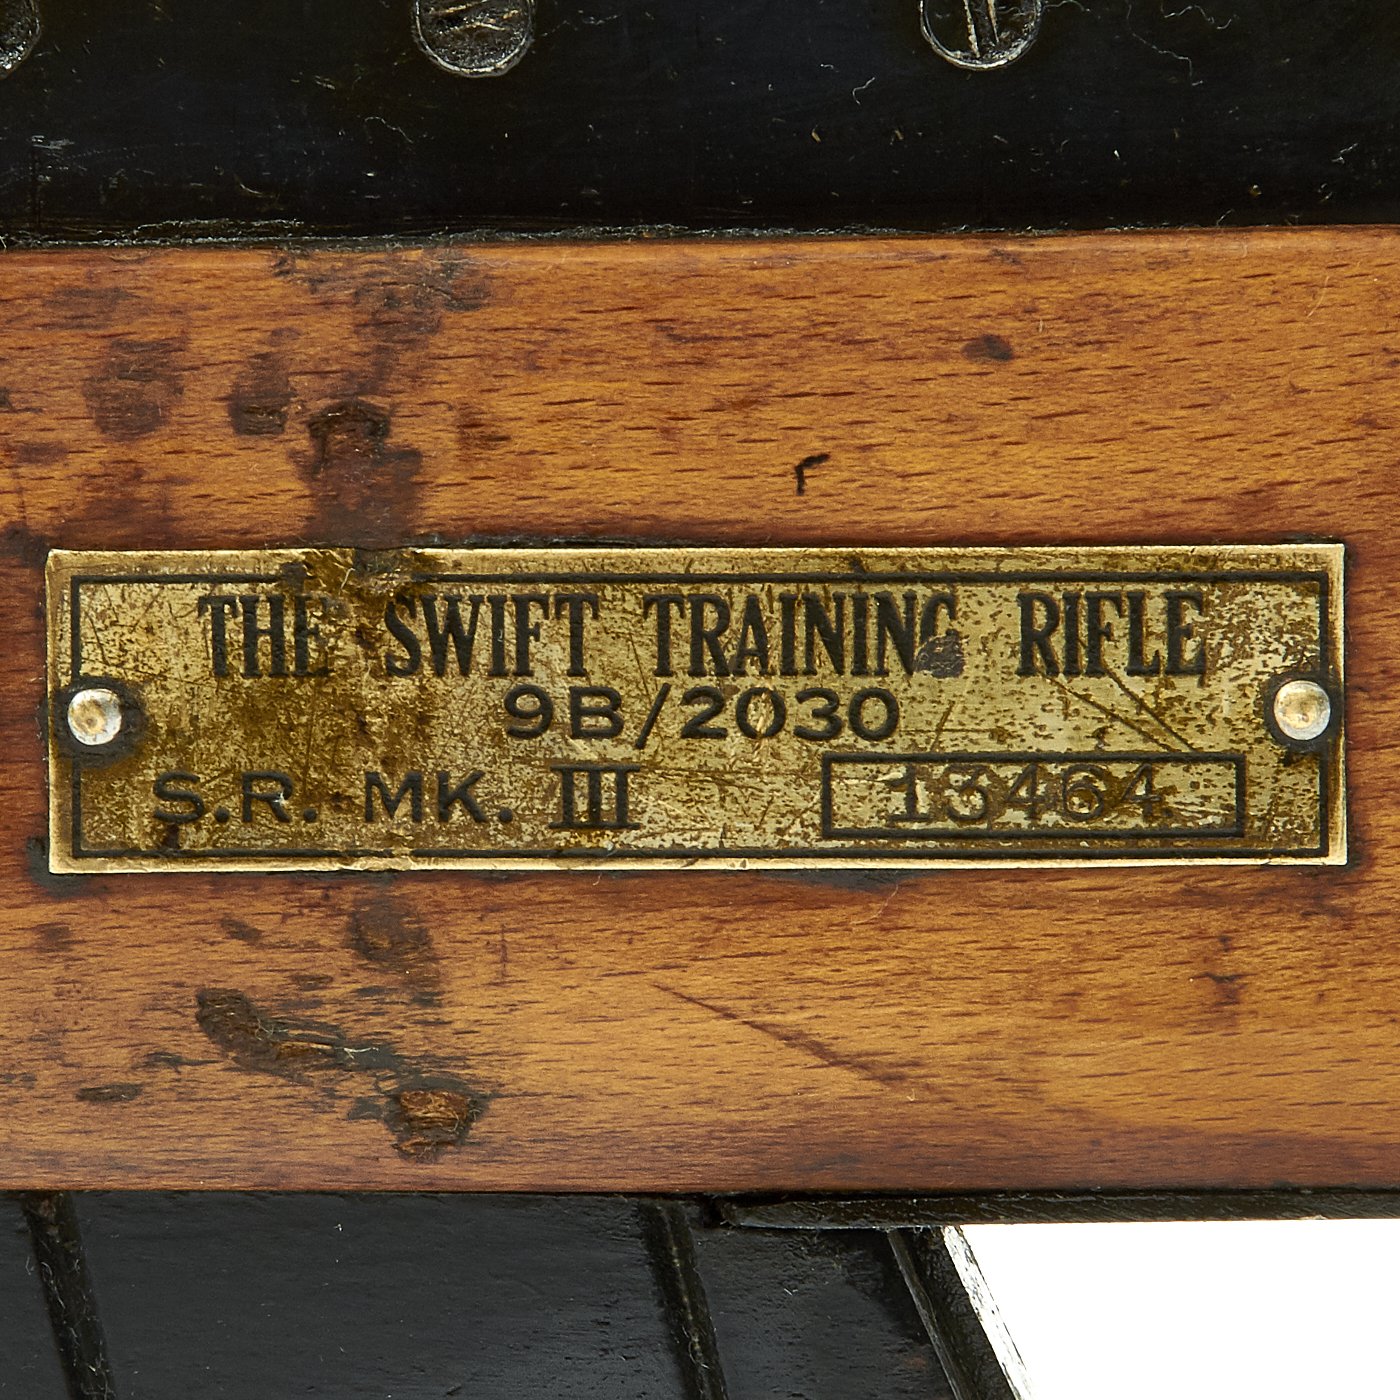 THE SWIFT TRAINING RIFLE
9B/2030
S.R. MK. III 13464